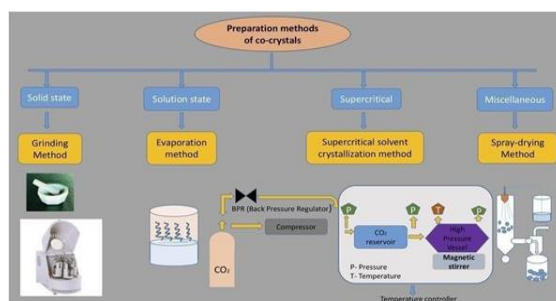 Preparation methods
of co-crystals
Solid state
Solution state
Supercritical
Miscellaneous
Grinding
Method
Evaporation
method
Supercritical solvent
crystallization method
Spray-drying
Method
BPR (Back Pressure Regulator)
Compressor
CO₂
P
P
T
P
CO₂
reservoir
High
Pressure
Vessel
Magnetic
stirrer
P- Pressure
T- Temperature
Temperature controller